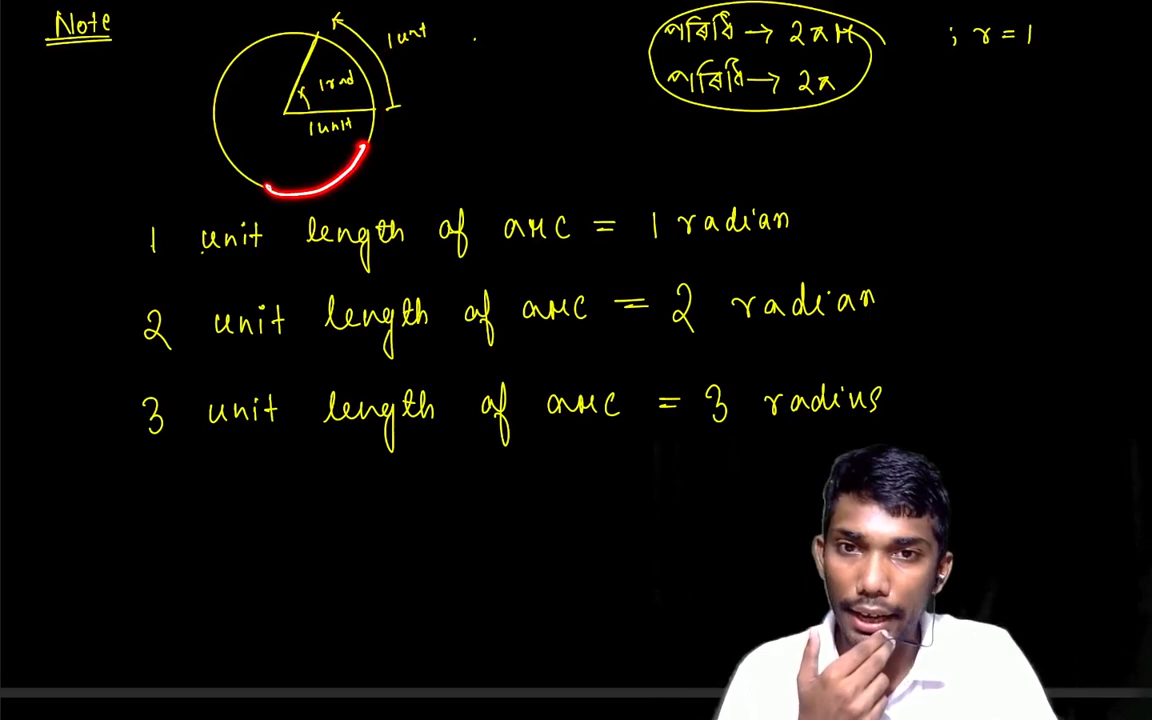 Note
1 unt
পৰিধি → 2πr ; r = 1
1 rad
পৰিধি → 2π
1 unit
1 unit length of arc = 1 radian
2 unit length of arc = 2 radian
3 unit length of arc = 3 radius